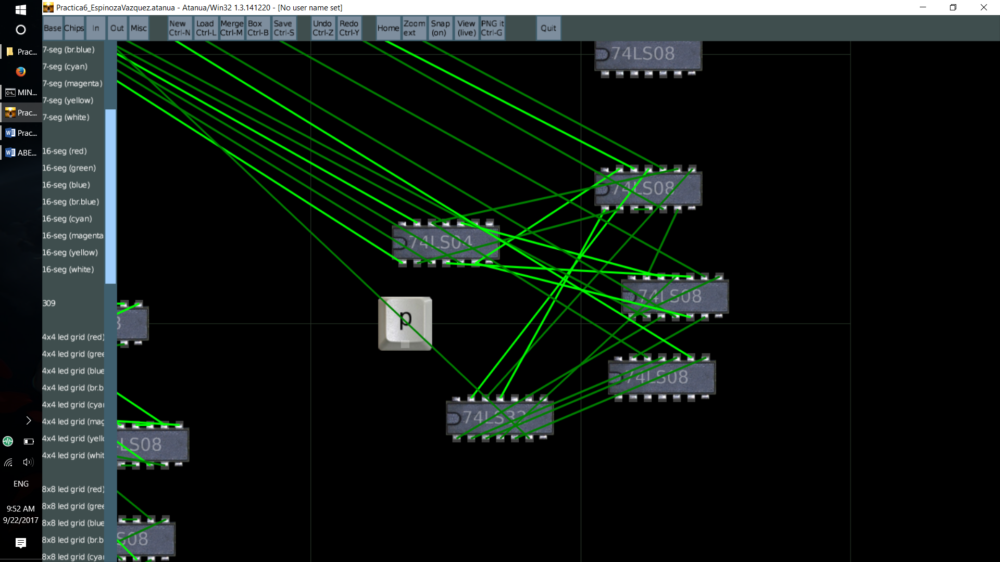 Practica6_EspinozaVazquez.atanua - Atanua/Win32 1.3.141220 - [No user name set]
Base
Chips
In
Out
Misc
New
Ctrl-N
Load
Ctrl-L
Merge
Ctrl-M
Box
Ctrl-B
Save
Ctrl-S
Undo
Ctrl-Z
Redo
Ctrl-Y
Home
Zoom
ext
Snap
(on)
View
(live)
PNG it
Ctrl-G
Quit
Prac...
MIN...
Prac...
Prac...
ABE...
ENG
9:52 AM
9/22/2017
7-seg (br.blue)
7-seg (cyan)
7-seg (magenta)
7-seg (yellow)
7-seg (white)
16-seg (red)
16-seg (green)
16-seg (blue)
16-seg (br.blue)
16-seg (cyan)
16-seg (magenta
16-seg (yellow)
16-seg (white)
309
4x4 led grid (red)
4x4 led grid (gree
4x4 led grid (blue
4x4 led grid (br.b
4x4 led grid (cyar
4x4 led grid (mag
4x4 led grid (yello
4x4 led grid (whit
8x8 led grid (red)
8x8 led grid (gree
8x8 led grid (blue
8x8 led grid (br.b
8x8 led grid (cyar
74LS08
74LS08
74LS04
74LS08
p
74LS08
74LS32
LS08
S08